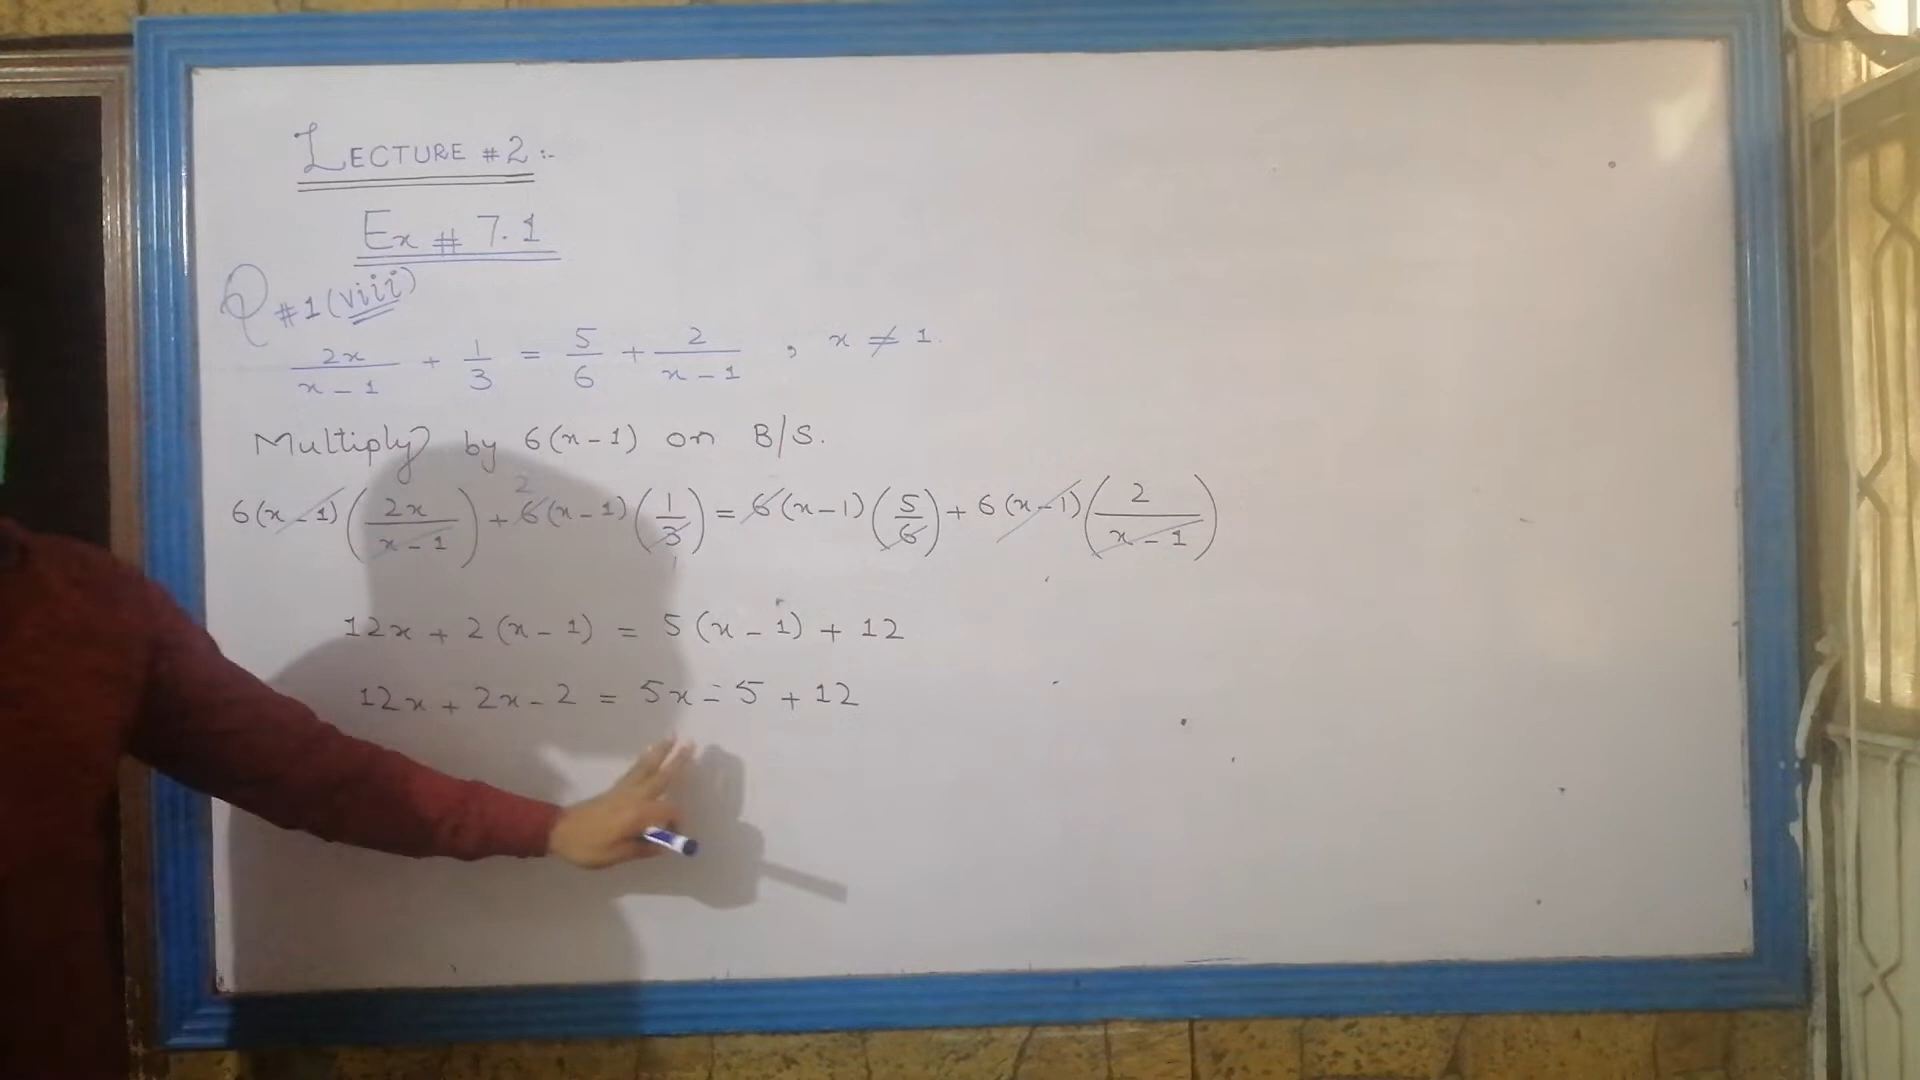 LECTURE #2:-
Ex # 7.1
Q #1(viii)
2x/(x-1) + 1/3 = 5/6 + 2/(x-1) , x ≠ 1.
Multiply by 6(x-1) on B/S.
6(x-1)(2x/(x-1)) + 6(x-1)(1/3) = 6(x-1)(5/6) + 6(x-1)(2/(x-1))
12x + 2(x-1) = 5(x-1) + 12
12x + 2x - 2 = 5x - 5 + 12